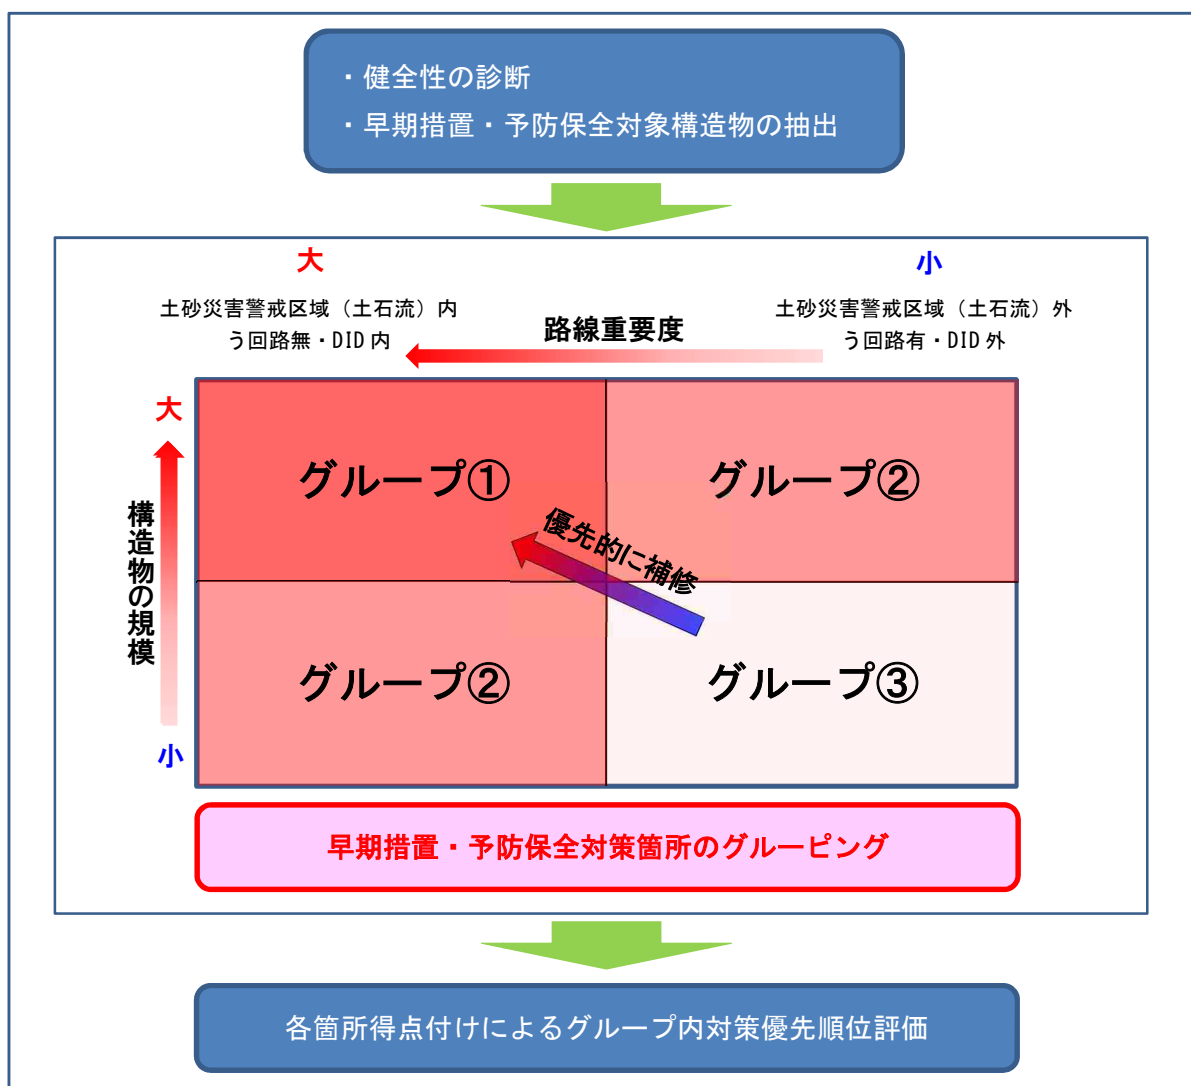 ・健全性の診断
・早期措置・予防保全対象構造物の抽出
大
小
土砂災害警戒区域（土石流）内
う回路無・DID内
路線重要度
土砂災害警戒区域（土石流）外
う回路有・DID外
大
構造物の規模
小
グループ①
グループ②
優先的に補修
グループ②
グループ③
早期措置・予防保全対策箇所のグルーピング
各箇所得点付けによるグループ内対策優先順位評価